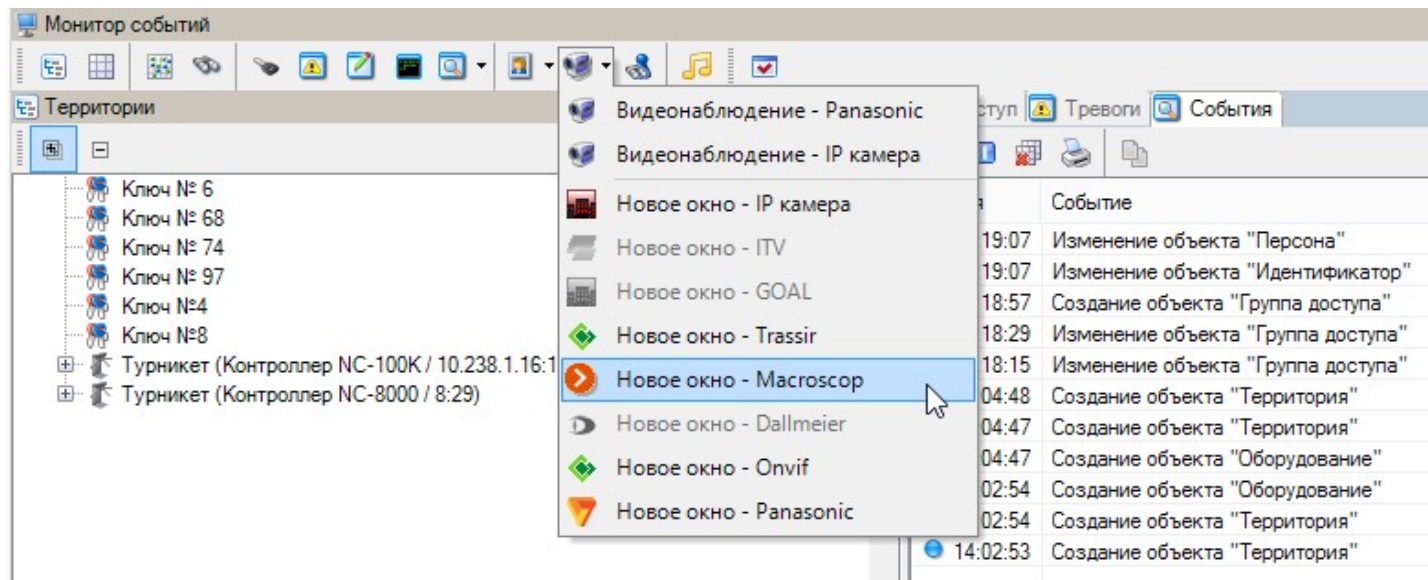 Монитор событий
Территории
Ключ № 6
Ключ № 68
Ключ № 74
Ключ № 97
Ключ №4
Ключ №8
Турникет (Контроллер NC-100K / 10.238.1.16:1
Турникет (Контроллер NC-8000 / 8:29)
Видеонаблюдение - Panasonic
Видеонаблюдение - IP камера
Новое окно - IP камера
Новое окно - ITV
Новое окно - GOAL
Новое окно - Trassir
Новое окно - Macroscop
Новое окно - Dallmeier
Новое окно - Onvif
Новое окно - Panasonic
ступ Тревоги События
Событие
19:07 Изменение объекта "Персона"
19:07 Изменение объекта "Идентификатор"
18:57 Создание объекта "Группа доступа"
18:29 Изменение объекта "Группа доступа"
18:15 Изменение объекта "Группа доступа"
04:48 Создание объекта "Территория"
04:47 Создание объекта "Территория"
04:47 Создание объекта "Оборудование"
02:54 Создание объекта "Оборудование"
02:54 Создание объекта "Территория"
14:02:53 Создание объекта "Территория"